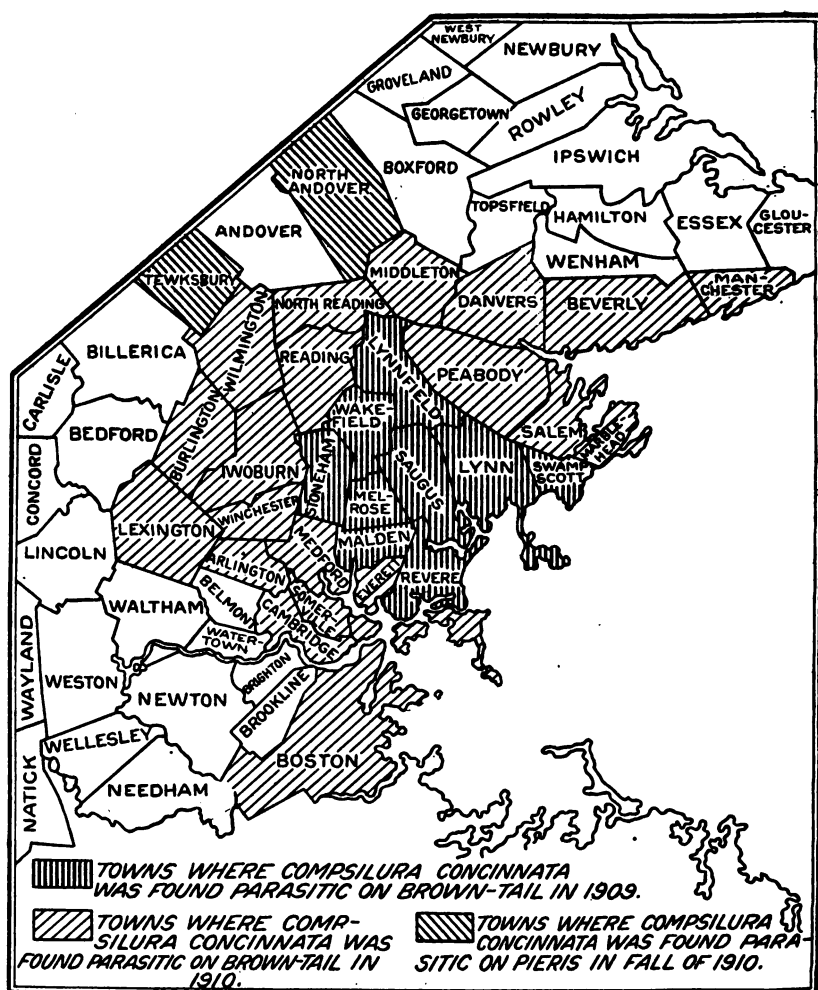 WEST
NEWBURY
NEWBURY
GROVELAND
GEORGETOWN
ROWLEY
IPSWICH
BOXFORD
NORTH
ANDOVER
TOPSFIELD
HAMILTON
ESSEX
GLOU-
CESTER
ANDOVER
WENHAM
MIDDLETON
TEWKSBURY
MAN-
CHESTER
NORTH READING
DANVERS
BEVERLY
WILMINGTON
BILLERICA
READING
LYNNFIELD
PEABODY
CARLISLE
WAKE-
FIELD
BURLINGTON
BEDFORD
SALEM
MARBLE-
HEAD
WOBURN
STONEHAM
SAUGUS
LYNN
SWAMP
SCOTT
CONCORD
MEL-
ROSE
WINCHESTER
LEXINGTON
MEDFORD
MALDEN
LINCOLN
ARLINGTON
EVERETT
REVERE
SOMER-
VILLE
WALTHAM
BELMONT
CAMBRIDGE
WATER-
TOWN
WAYLAND
WESTON
BRIGHTON
NEWTON
BROOKLINE
WELLESLEY
BOSTON
NATICK
NEEDHAM
TOWNS WHERE COMPSILURA CONCINNATA
WAS FOUND PARASITIC ON BROWN-TAIL IN 1909.
TOWNS WHERE COMP-
SILURA CONCINNATA WAS
FOUND PARASITIC ON BROWN-TAIL IN
1910.
TOWNS WHERE COMPSILURA
CONCINNATA WAS FOUND PARA-
SITIC ON PIERIS IN FALL OF 1910.